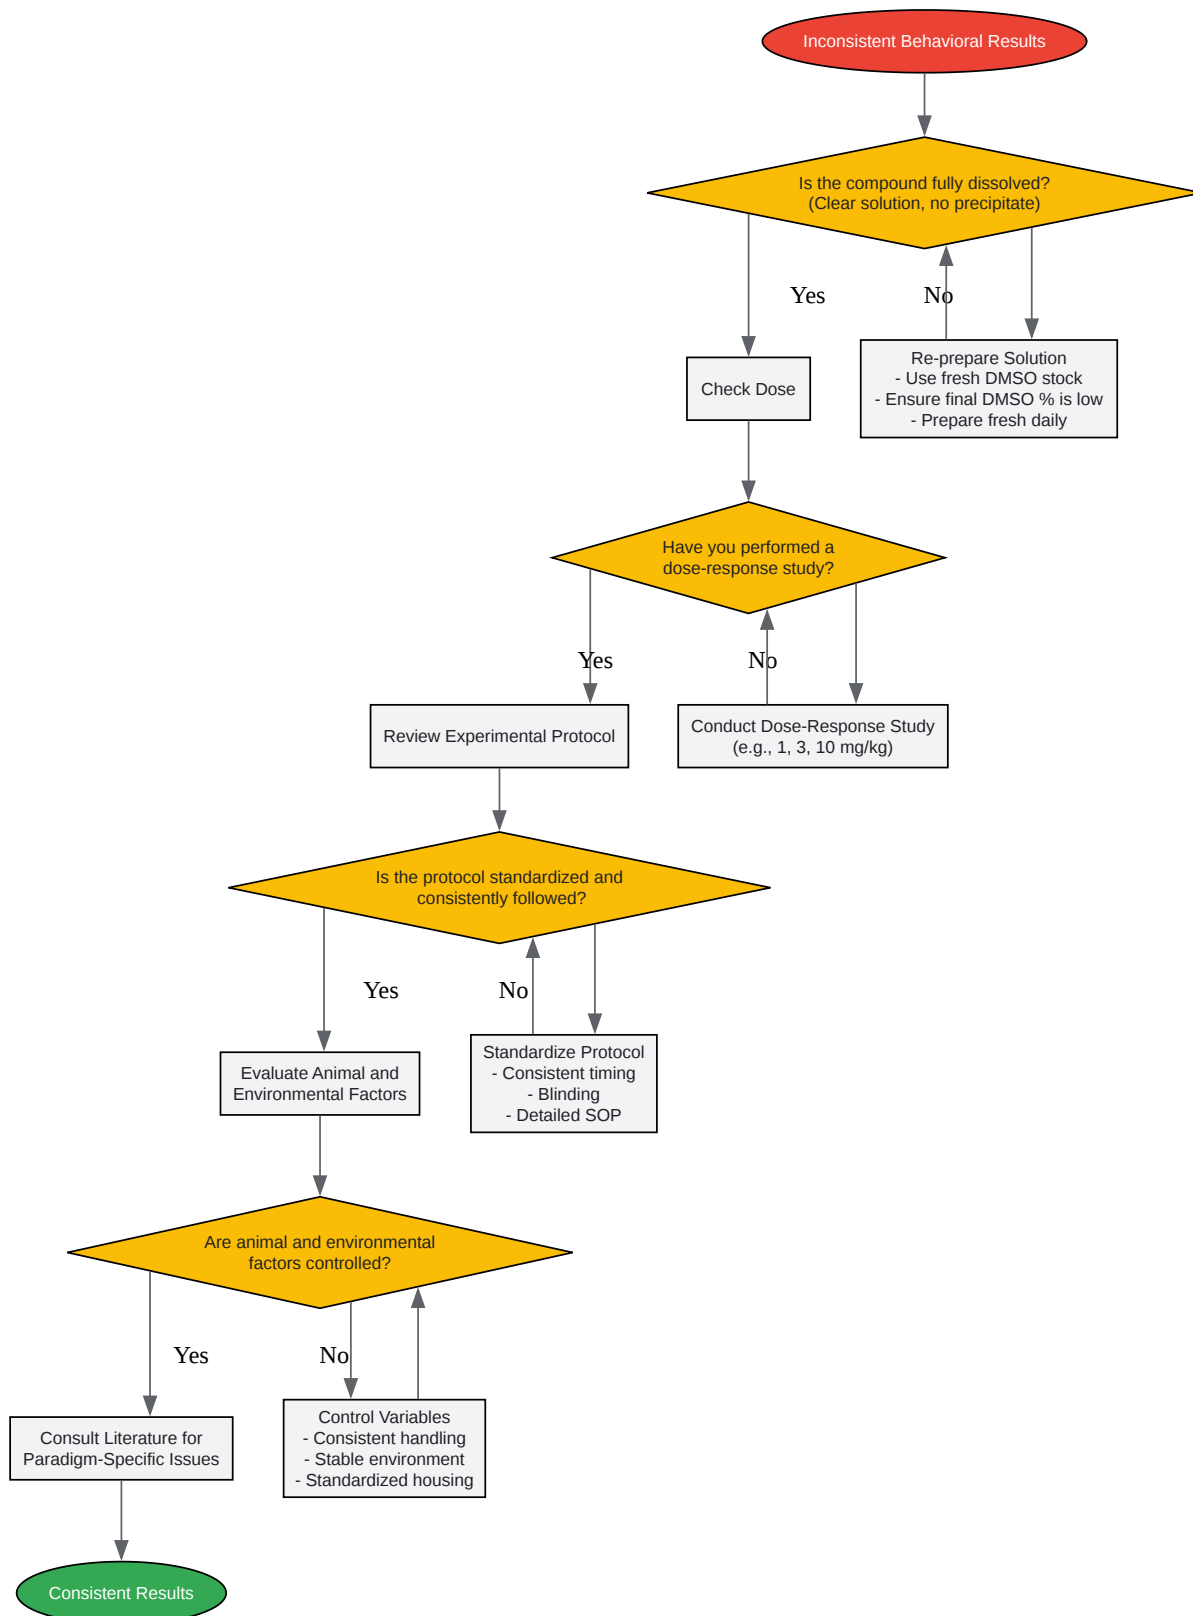 Inconsistent Behavioral Results
Is the compound fully dissolved?
(Clear solution, no precipitate)
Yes
No
Check Dose
Re-prepare Solution
- Use fresh DMSO stock
- Ensure final DMSO % is low
- Prepare fresh daily
Have you performed a
dose-response study?
Yes
No
Review Experimental Protocol
Conduct Dose-Response Study
(e.g., 1, 3, 10 mg/kg)
Is the protocol standardized and
consistently followed?
Yes
No
Evaluate Animal and
Environmental Factors
Standardize Protocol
- Consistent timing
- Blinding
- Detailed SOP
Are animal and environmental
factors controlled?
Yes
No
Consult Literature for
Paradigm-Specific Issues
Control Variables
- Consistent handling
- Stable environment
- Standardized housing
Consistent Results